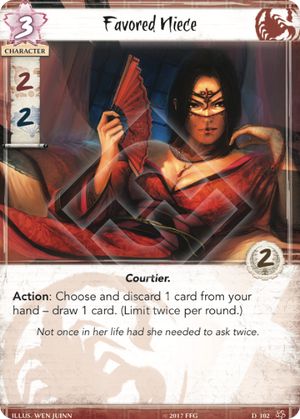 Favored Niece
3
CHARACTER
2
2
2
Courtier.
Action: Choose and discard 1 card from your
hand – draw 1 card. (Limit twice per round.)
Not once in her life had she needed to ask twice.
ILLUS. WEN JUINN © 2017 FFG D 102